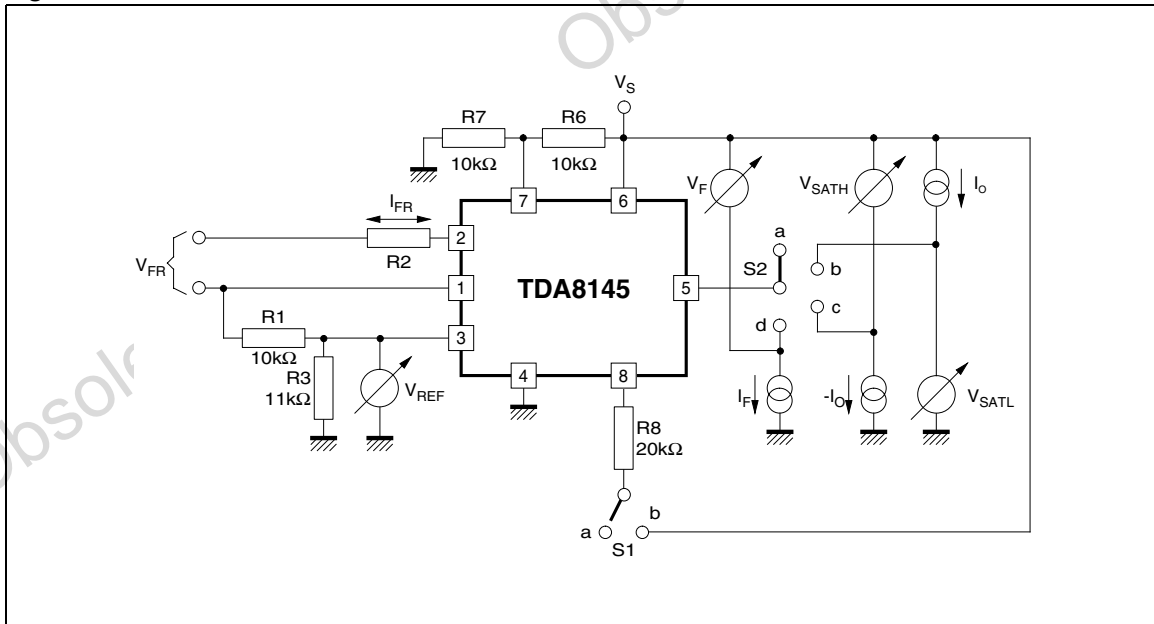 Obs
VS
R7
R6
10kΩ
10kΩ
VF
VSATH
IO
7
6
IFR
a
2
VFR
R2
S2
b
1
TDA8145
5
c
R1
d
3
10kΩ
R3
11kΩ
VREF
4
8
IF
-IO
VSATL
R8
20kΩ
b
a
S1